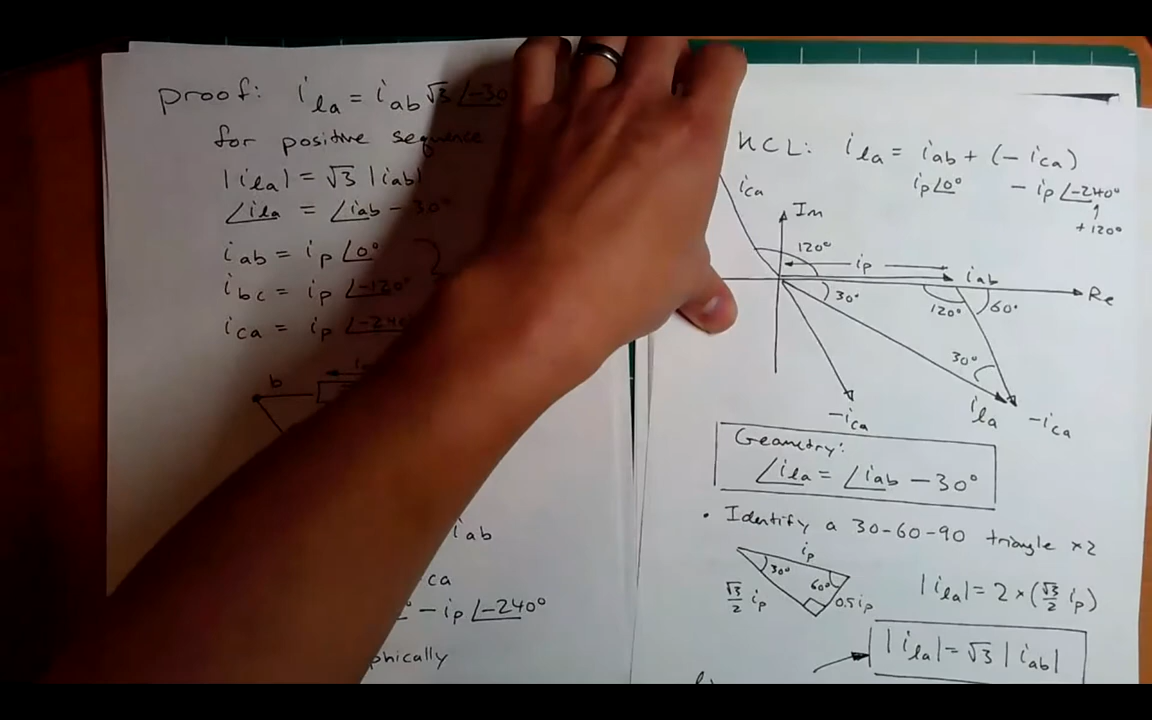 proof: i_la = i_ab √3 ∠-30
for positive sequence
|i_la| = √3 |i_ab|
∠i_la = ∠i_ab - 30°
i_ab = i_p ∠0°
i_bc = i_p ∠-120°
i_ca = i_p ∠-240°
b
i_ab
ca
- i_p ∠-240°
phically
KCL: i_la = i_ab + (-i_ca)
i_p ∠0° - i_p ∠-240°
+120°
i_ca
Im
120°
i_p
i_ab
Re
30°
120°
60°
30°
i_la
-i_ca
-i_ca
Geometry:
∠i_la = ∠i_ab - 30°
• Identify a 30-60-90 triangle x2
i_p
30°
60°
√3/2 i_p
0.5 i_p
|i_la| = 2 × (√3/2 i_p)
|i_la| = √3 |i_ab|